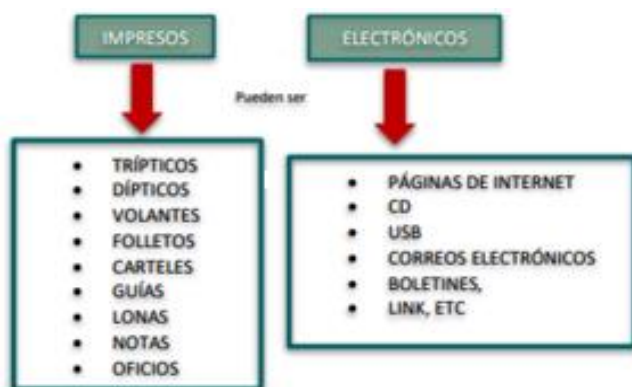 IMPRESOS
ELECTRÓNICOS
Pueden ser
• TRÍPTICOS
• DÍPTICOS
• VOLANTES
• FOLLETOS
• CARTELES
• GUÍAS
• LONAS
• NOTAS
• OFICIOS
• PÁGINAS DE INTERNET
• CD
• USB
• CORREOS ELECTRÓNICOS
• BOLETINES,
• LINK, ETC